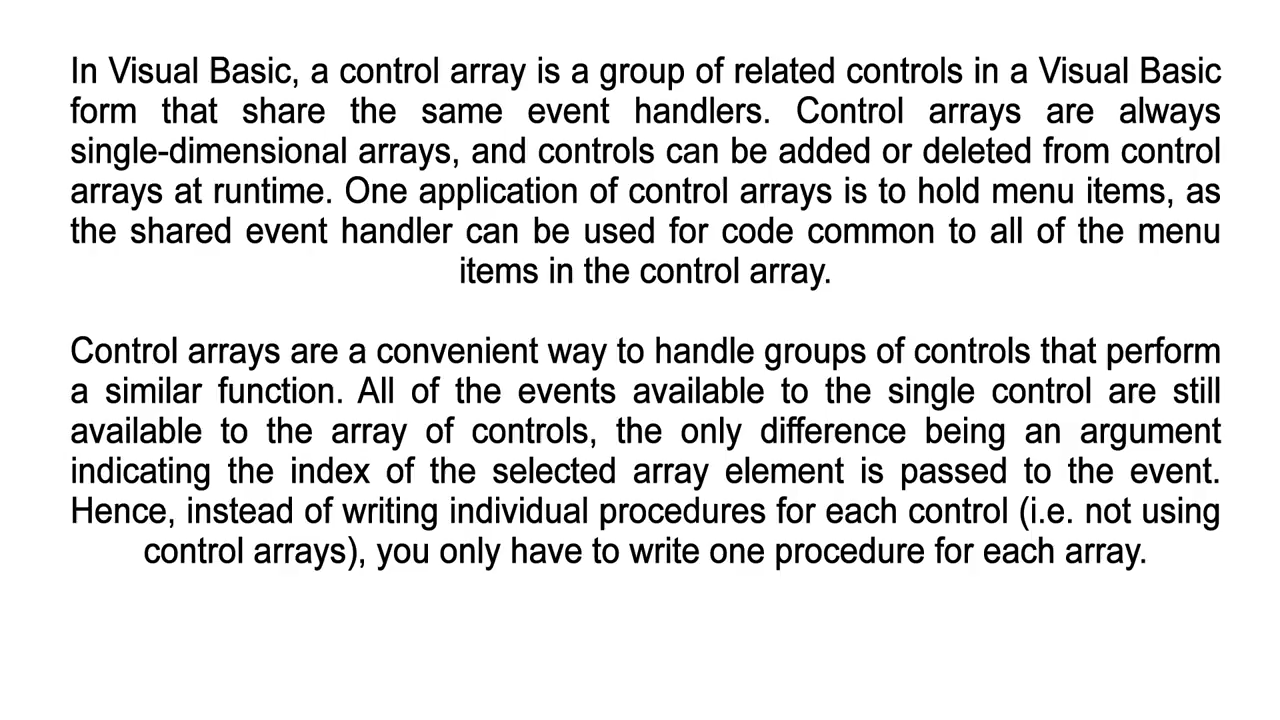 In Visual Basic, a control array is a group of related controls in a Visual Basic
form that share the same event handlers. Control arrays are always
single-dimensional arrays, and controls can be added or deleted from control
arrays at runtime. One application of control arrays is to hold menu items, as
the shared event handler can be used for code common to all of the menu
items in the control array.
Control arrays are a convenient way to handle groups of controls that perform
a similar function. All of the events available to the single control are still
available to the array of controls, the only difference being an argument
indicating the index of the selected array element is passed to the event.
Hence, instead of writing individual procedures for each control (i.e. not using
control arrays), you only have to write one procedure for each array.